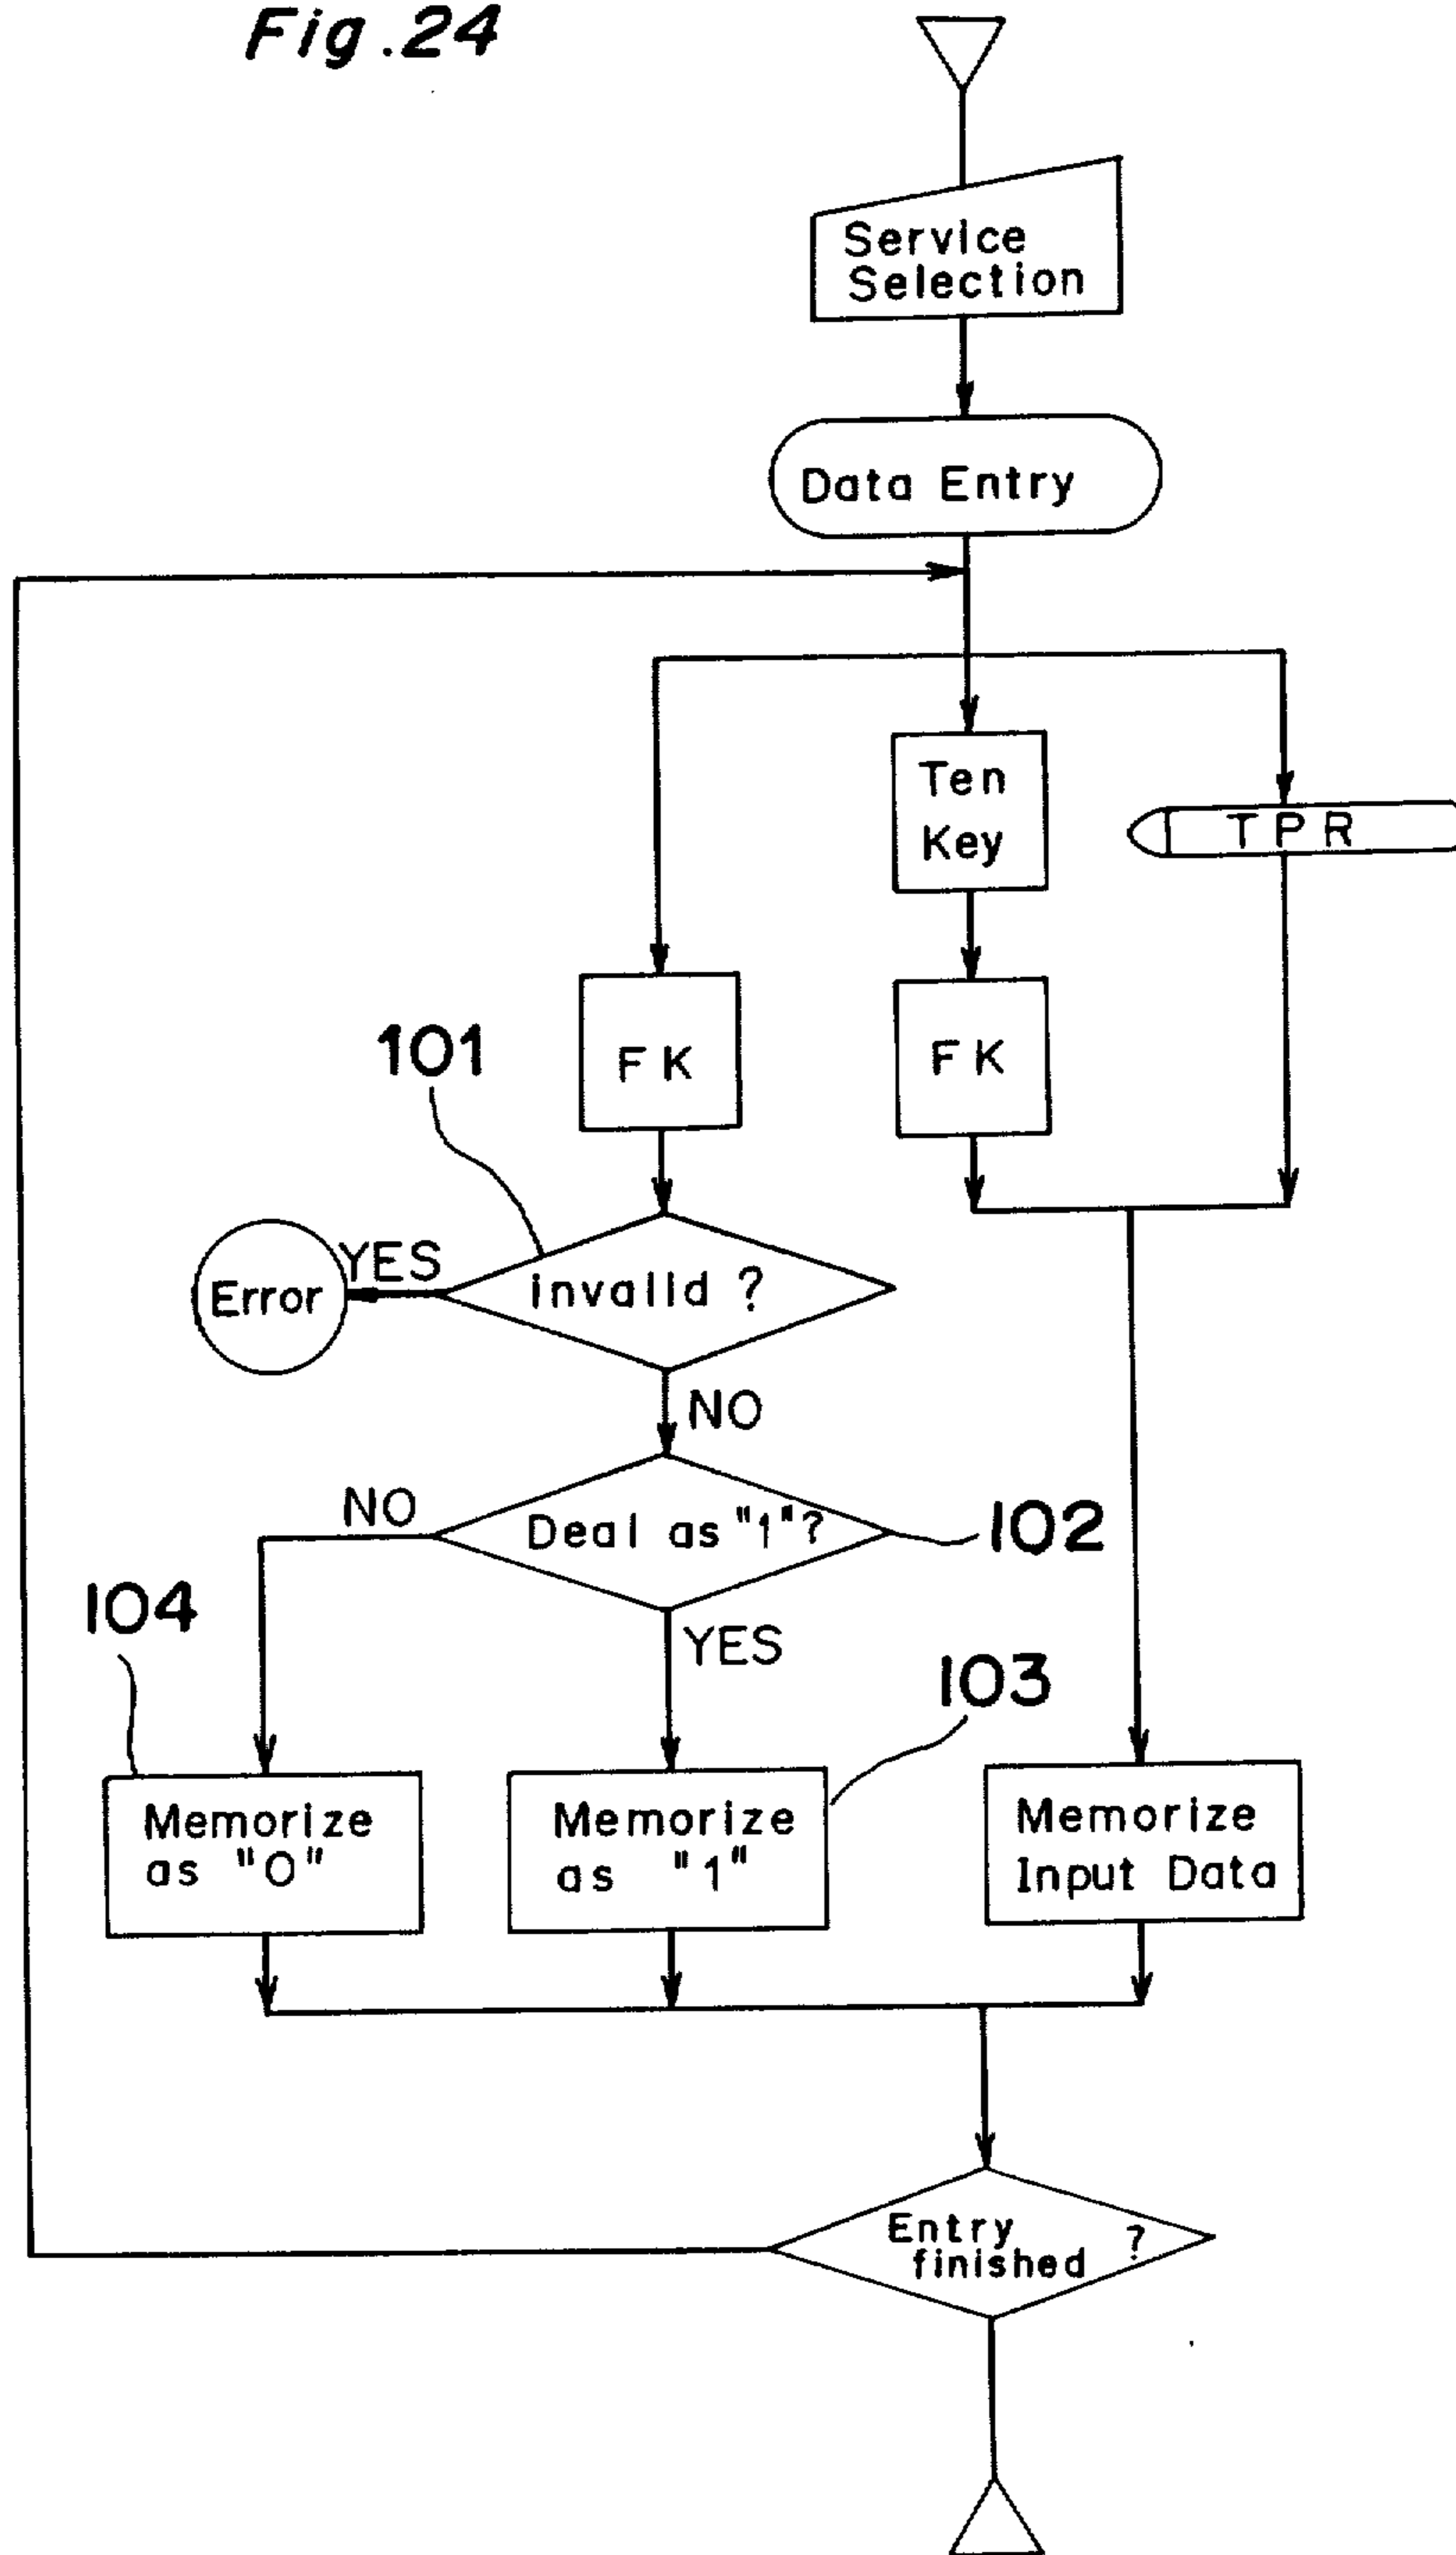 Fig.24
Service
Selection
Data Entry
Ten
Key
TPR
FK
FK
101
Error
YES
invalid ?
NO
Deal as "1"?
102
NO
YES
104
103
Memorize
as "0"
Memorize
as "1"
Memorize
Input Data
Entry
finished ?